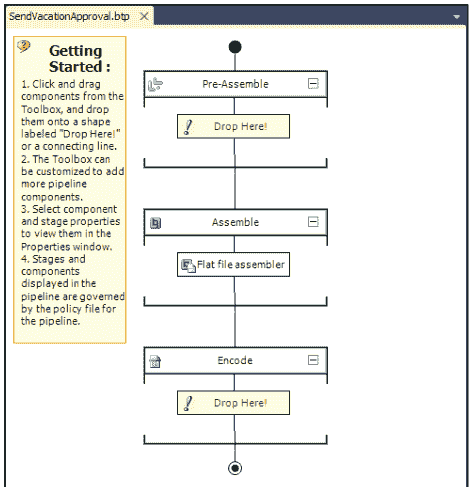 SendVacationApproval.btp
Getting
Started :
1. Click and drag
components from the
Toolbox, and drop
them onto a shape
labeled "Drop Here!"
or a connecting line.
2. The Toolbox can
be customized to add
more pipeline
components.
3. Select component
and stage properties
to view them in the
Properties window.
4. Stages and
components
displayed in the
pipeline are governed
by the policy file for
the pipeline.
Pre-Assemble
Drop Here!
Assemble
Flat file assembler
Encode
Drop Here!